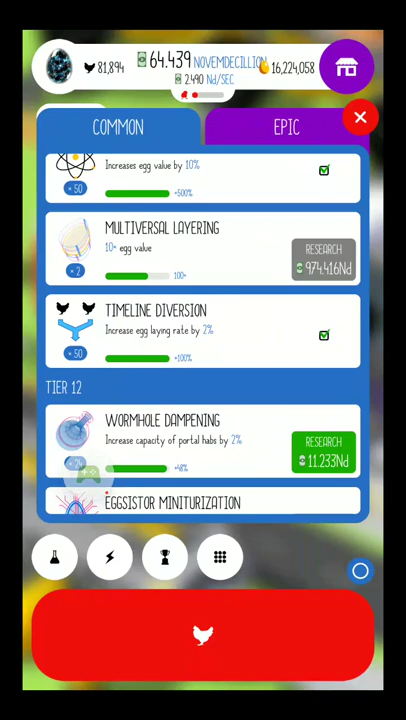 81,894
64.439 NOVEMDECILLION
2.490 Nd/SEC
16,224,058
COMMON
EPIC
Increases egg value by 10%
× 50
+500%
MULTIVERSAL LAYERING
10× egg value
× 2
100×
RESEARCH
974.416Nd
TIMELINE DIVERSION
Increase egg laying rate by 2%
× 50
+100%
TIER 12
WORMHOLE DAMPENING
Increase capacity of portal habs by 2%
× 24
+48%
RESEARCH
11.233Nd
EGGSISTOR MINITURIZATION